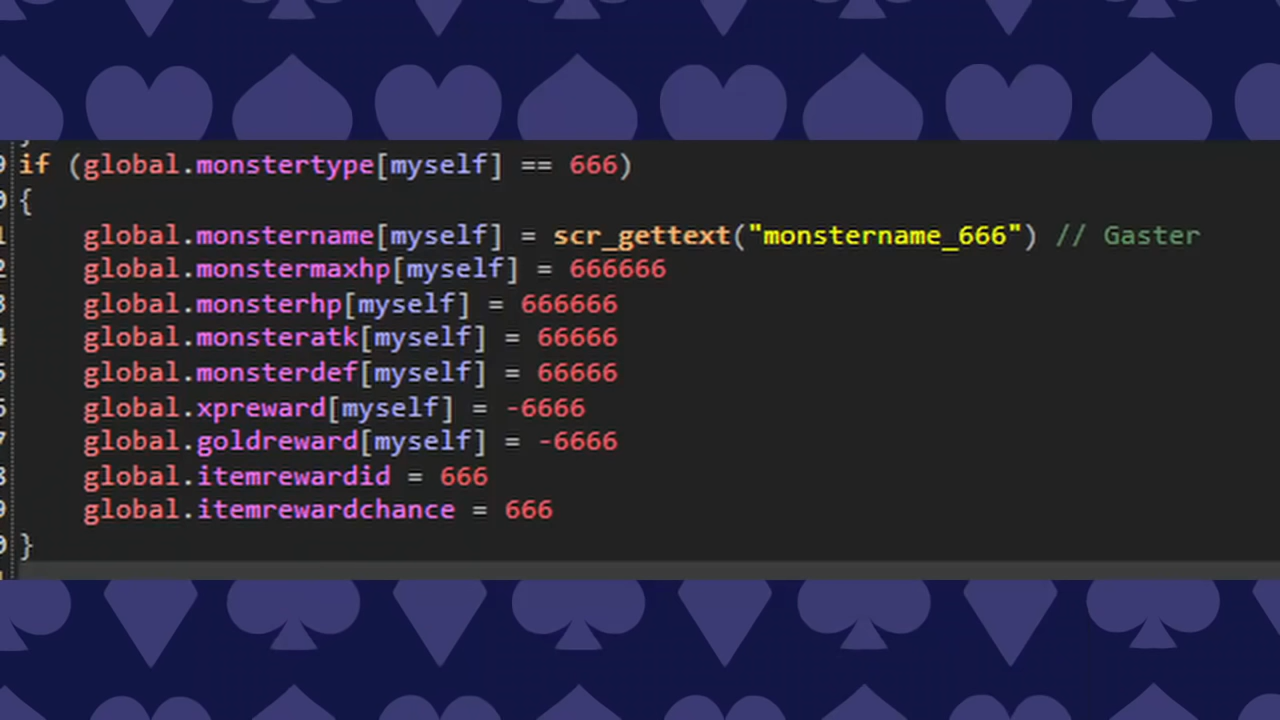 if (global.monstertype[myself] == 666)
{
global.monstername[myself] = scr_gettext("monstername_666") // Gaster
global.monstermaxhp[myself] = 666666
global.monsterhp[myself] = 666666
global.monsteratk[myself] = 66666
global.monsterdef[myself] = 66666
global.xpreward[myself] = -6666
global.goldreward[myself] = -6666
global.itemrewardid = 666
global.itemrewardchance = 666
}